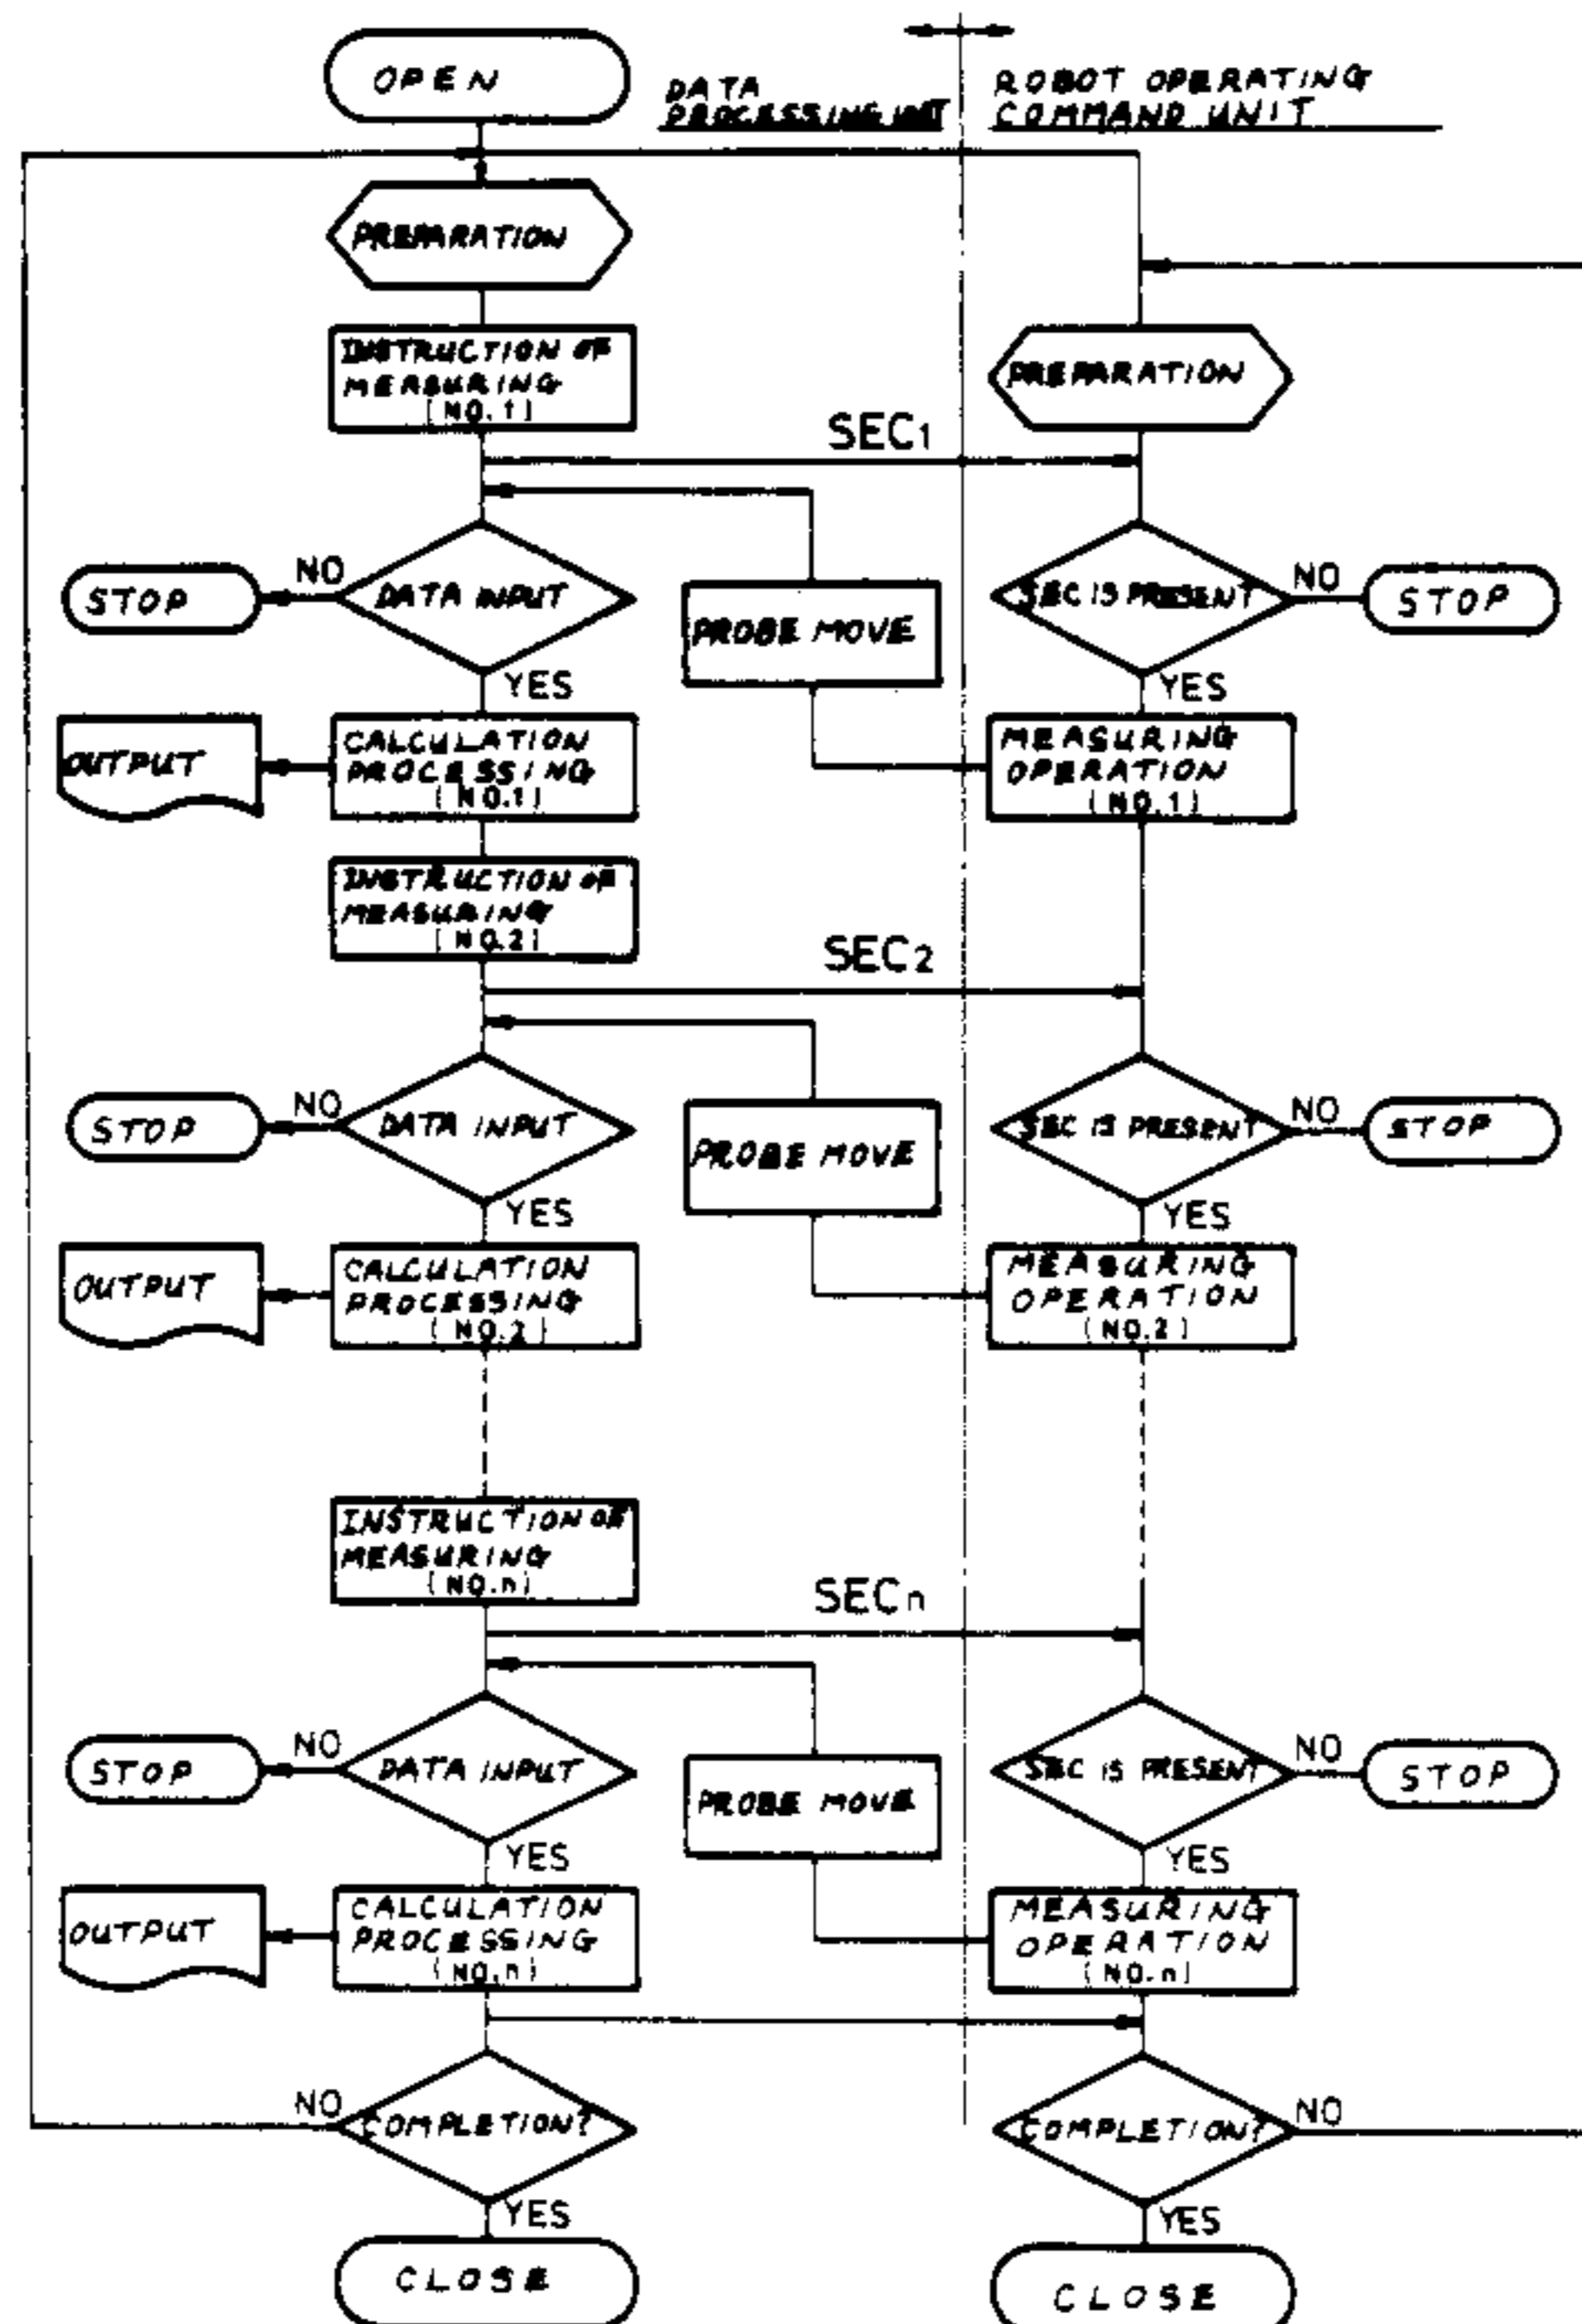 OPEN
DATA
PROCESSING UNIT
ROBOT OPERATING
COMMAND UNIT
PREPARATION
INSTRUCTION OF
MEASURING
(NO.1)
PREPARATION
SEC1
NO
STOP
DATA INPUT
YES
PROBE MOVE
SEC IS PRESENT
NO
STOP
YES
OUTPUT
CALCULATION
PROCESSING
(NO.1)
MEASURING
OPERATION
(NO.1)
INSTRUCTION OF
MEASURING
(NO.2)
SEC2
NO
STOP
DATA INPUT
YES
PROBE MOVE
SEC IS PRESENT
NO
STOP
YES
OUTPUT
CALCULATION
PROCESSING
(NO.2)
MEASURING
OPERATION
(NO.2)
INSTRUCTION OF
MEASURING
(NO.n)
SECn
NO
STOP
DATA INPUT
YES
PROBE MOVE
SEC IS PRESENT
NO
STOP
YES
OUTPUT
CALCULATION
PROCESSING
(NO.n)
MEASURING
OPERATION
(NO.n)
NO
COMPLETION?
YES
CLOSE
COMPLETION?
NO
YES
CLOSE